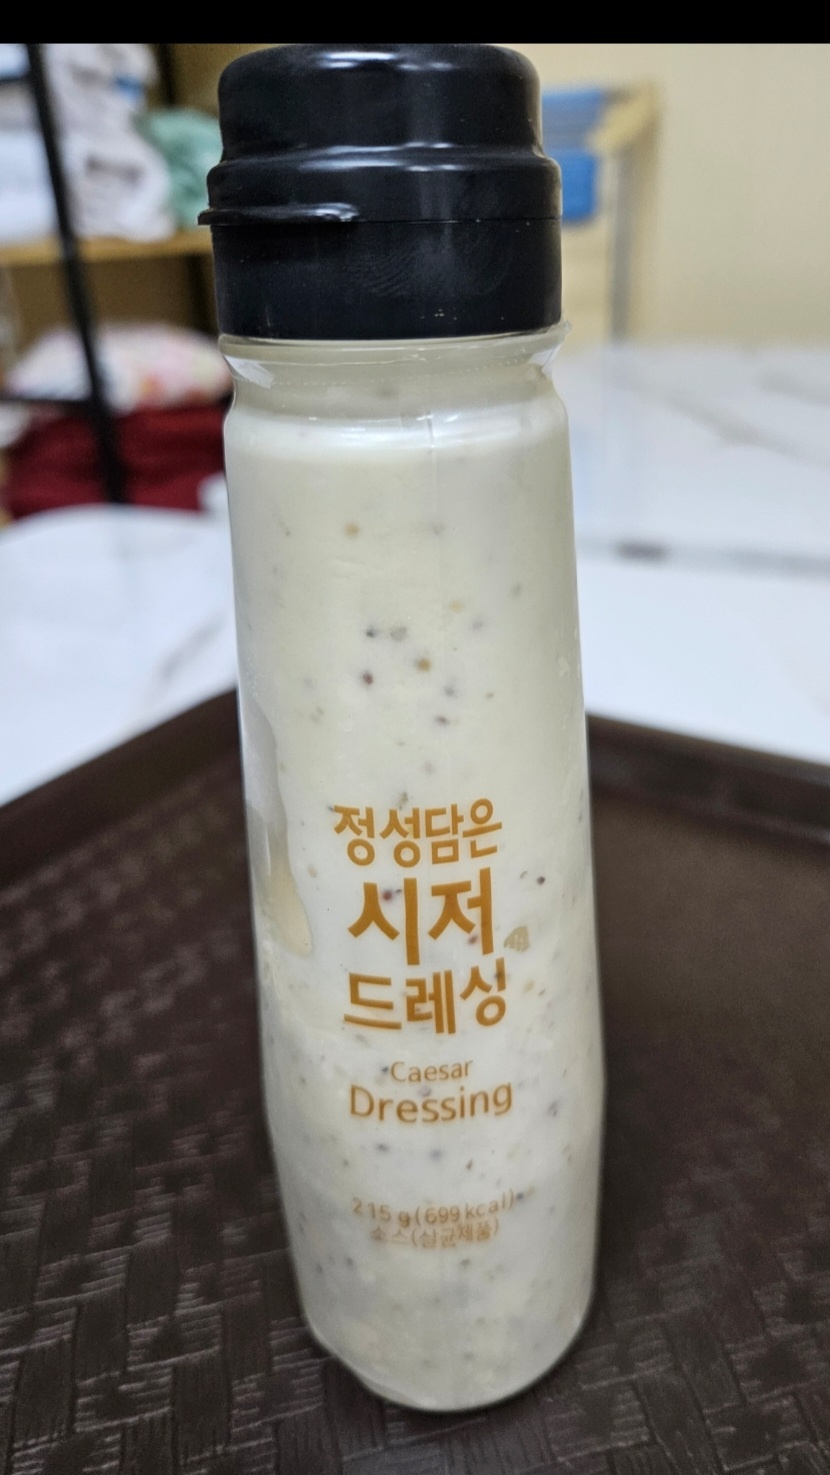 정성담은
시저
드레싱
Caesar
Dressing
215 g(699 kcal)
소스(살균제품)